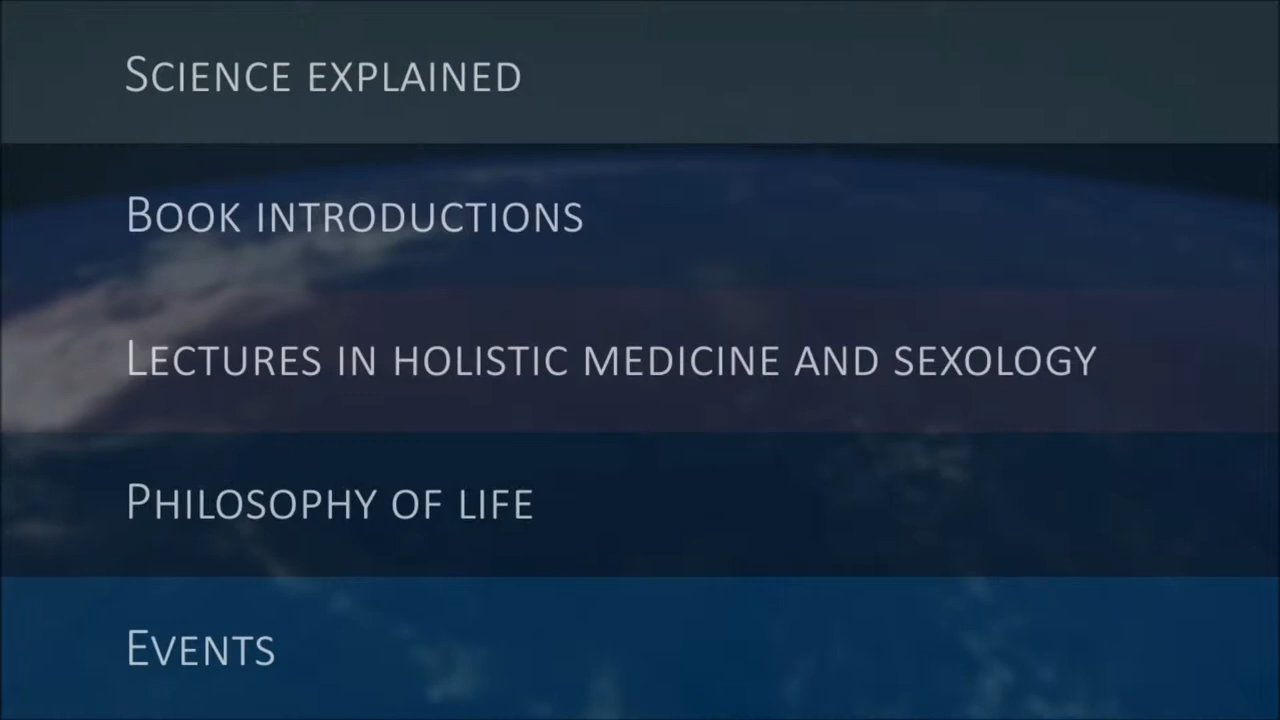 Science explained
Book introductions
Lectures in holistic medicine and sexology
Philosophy of life
Events